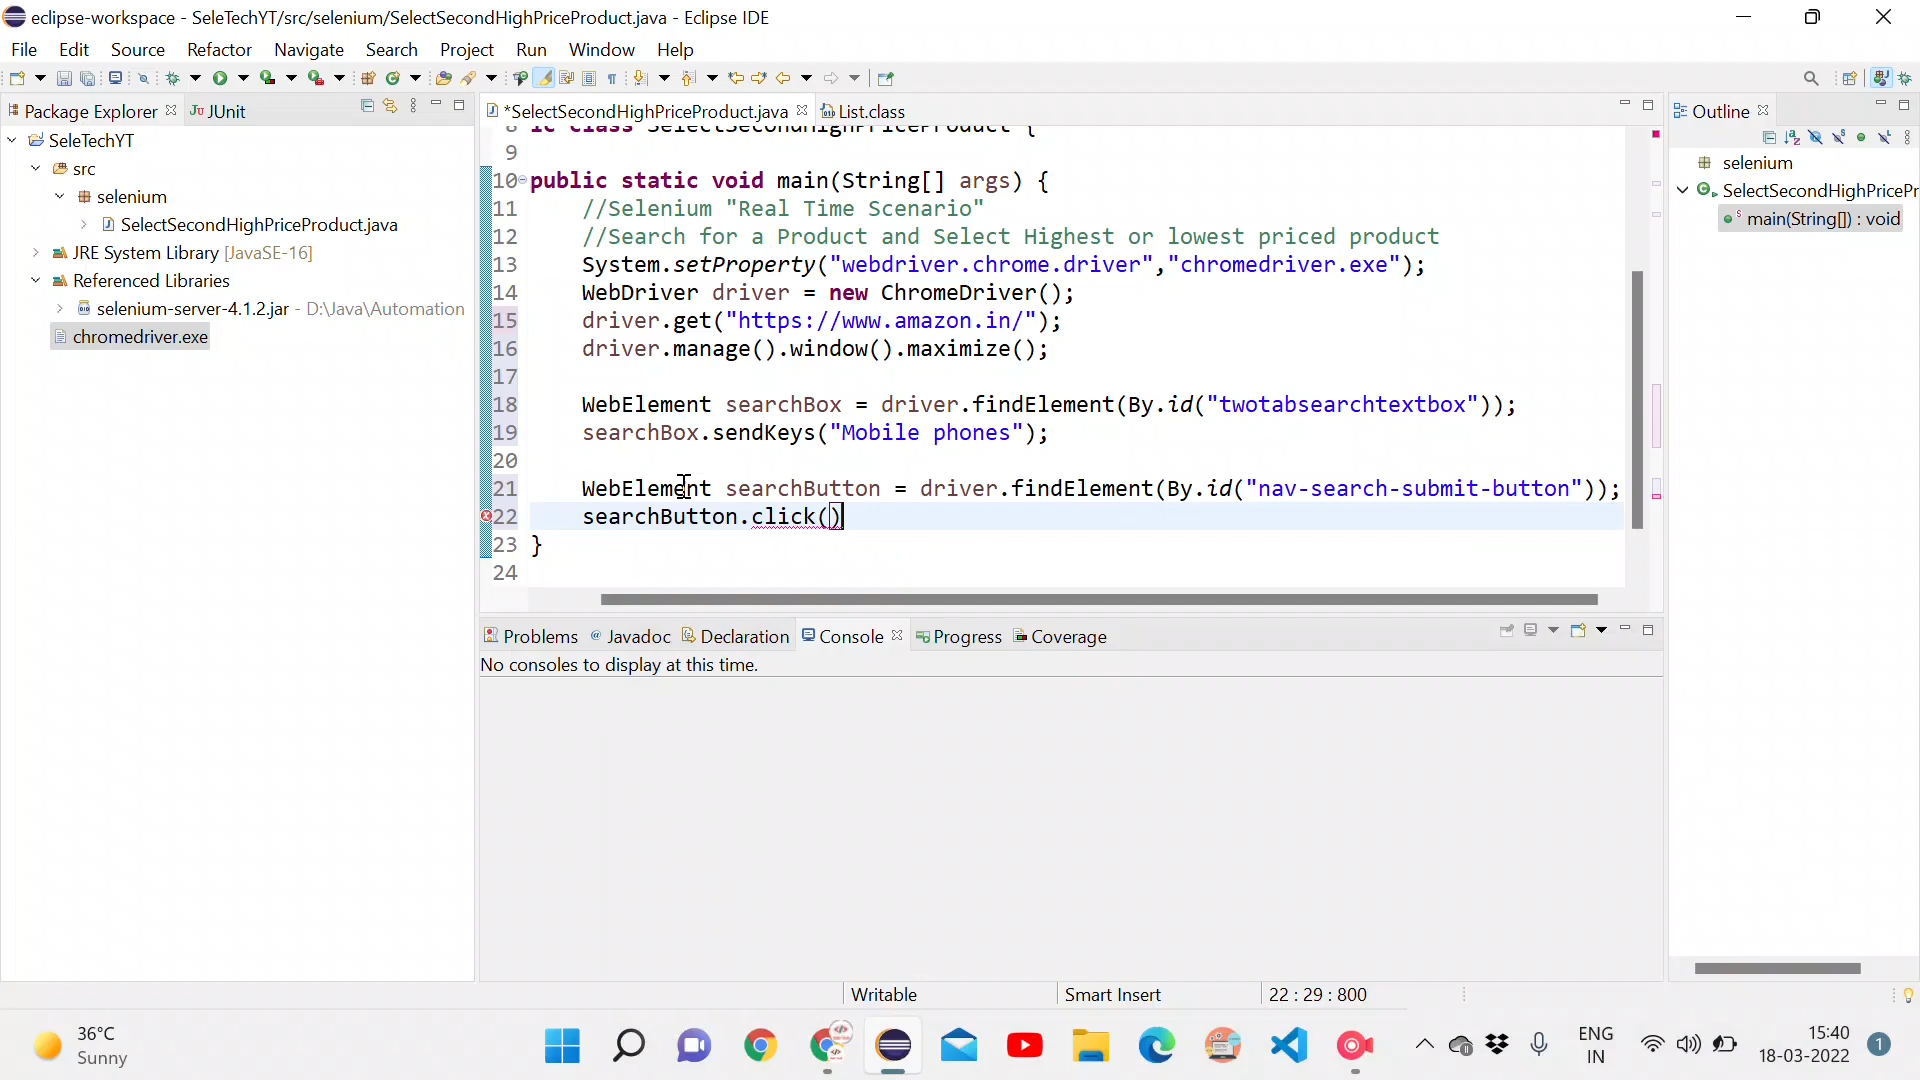 eclipse-workspace - SeleTechYT/src/selenium/SelectSecondHighPriceProduct.java - Eclipse IDE
File Edit Source Refactor Navigate Search Project Run Window Help
Package Explorer JUnit
SeleTechYT
src
selenium
SelectSecondHighPriceProduct.java
JRE System Library [JavaSE-16]
Referenced Libraries
selenium-server-4.1.2.jar - D:\Java\Automation
chromedriver.exe
*SelectSecondHighPriceProduct.java List.class
8 ic class SelectSecondHighPriceProduct {
9
10 public static void main(String[] args) {
11 //Selenium "Real Time Scenario"
12 //Search for a Product and Select Highest or lowest priced product
13 System.setProperty("webdriver.chrome.driver","chromedriver.exe");
14 WebDriver driver = new ChromeDriver();
15 driver.get("https://www.amazon.in/");
16 driver.manage().window().maximize();
17
18 WebElement searchBox = driver.findElement(By.id("twotabsearchtextbox"));
19 searchBox.sendKeys("Mobile phones");
20
21 WebElement searchButton = driver.findElement(By.id("nav-search-submit-button"));
22 searchButton.click()
23 }
24
Problems Javadoc Declaration Console Progress Coverage
No consoles to display at this time.
Outline
selenium
SelectSecondHighPricePr
main(String[]) : void
Writable Smart Insert 22 : 29 : 800
36°C
Sunny
ENG
IN
15:40
18-03-2022
1